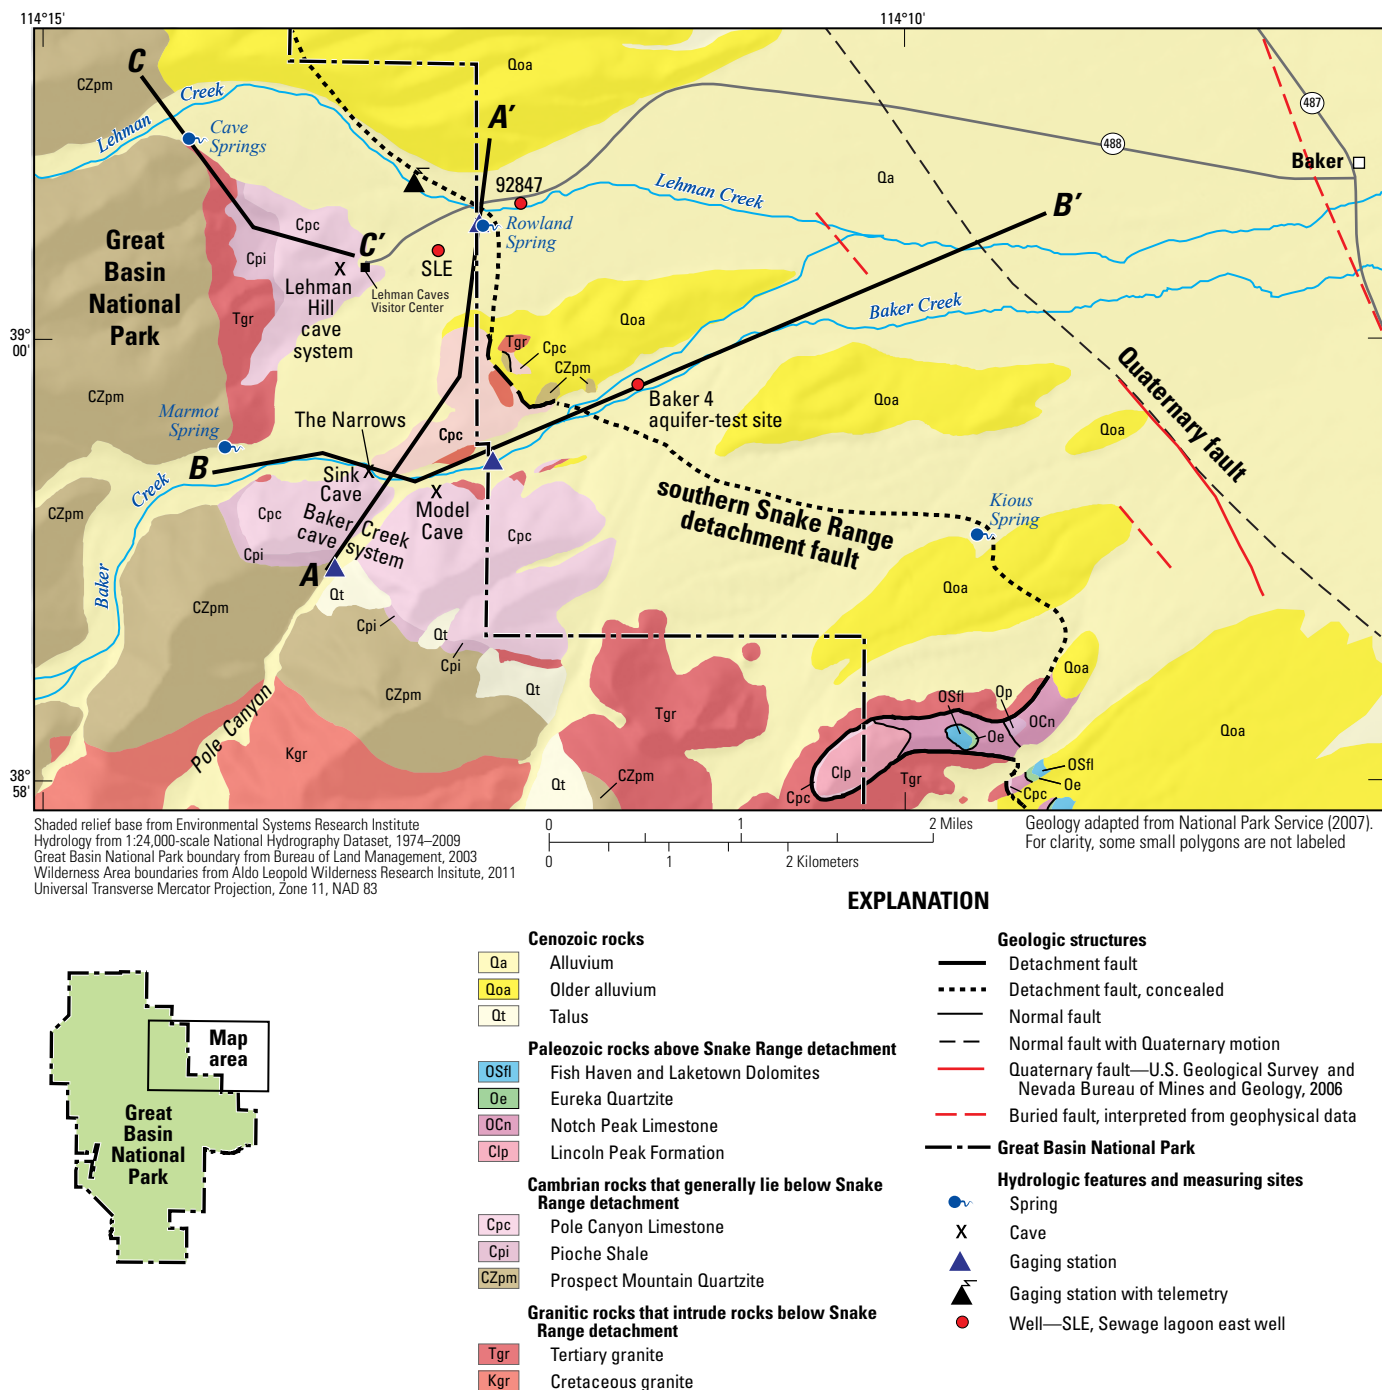 114°15'
114°10'
C
CZpm
Lehman Creek
Cave
Springs
Qoa
A'
487
488
Baker
92847
Lehman Creek
Qa
B'
Great
Basin
National
Park
Cpc
Cpi
C'
Rowland
Spring
SLE
Lehman Caves
Visitor Center
Lehman
Hill
cave
system
Tgr
39°
00'
Tgr
Cpc
CZpm
Qoa
Baker Creek
Quaternary fault
CZpm
Marmot
Spring
The Narrows
Cpc
Baker 4
aquifer-test site
Qoa
Qoa
B
Sink
Cave
Model
Cave
Baker Creek
cave system
southern Snake Range
detachment fault
Kious
Spring
CZpm
Creek
Baker
Cpc
Cpi
Cpc
A
Qt
CZpm
Cpi
Qt
Cpi
Qoa
Qoa
Pole Canyon
CZpm
Qt
Tgr
OSfl
Op
OCn
Oe
Qoa
Kgr
Qt
CZpm
Clp
Cpc
Tgr
OSfl
Oe
Cpc
38°
58'
Shaded relief base from Environmental Systems Research Institute
Hydrology from 1:24,000-scale National Hydrography Dataset, 1974–2009
Great Basin National Park boundary from Bureau of Land Management, 2003
Wilderness Area boundaries from Aldo Leopold Wilderness Research Insitute, 2011
Universal Transverse Mercator Projection, Zone 11, NAD 83
0 1 2 Miles
0 1 2 Kilometers
Geology adapted from National Park Service (2007).
For clarity, some small polygons are not labeled
EXPLANATION
Map
area
Great
Basin
National
Park
Cenozoic rocks
Qa Alluvium
Qoa Older alluvium
Qt Talus
Paleozoic rocks above Snake Range detachment
OSfl Fish Haven and Laketown Dolomites
Oe Eureka Quartzite
OCn Notch Peak Limestone
Clp Lincoln Peak Formation
Cambrian rocks that generally lie below Snake
Range detachment
Cpc Pole Canyon Limestone
Cpi Pioche Shale
CZpm Prospect Mountain Quartzite
Granitic rocks that intrude rocks below Snake
Range detachment
Tgr Tertiary granite
Kgr Cretaceous granite
Geologic structures
Detachment fault
Detachment fault, concealed
Normal fault
Normal fault with Quaternary motion
Quaternary fault—U.S. Geological Survey and
Nevada Bureau of Mines and Geology, 2006
Buried fault, interpreted from geophysical data
Great Basin National Park
Hydrologic features and measuring sites
Spring
X Cave
Gaging station
Gaging station with telemetry
Well—SLE, Sewage lagoon east well